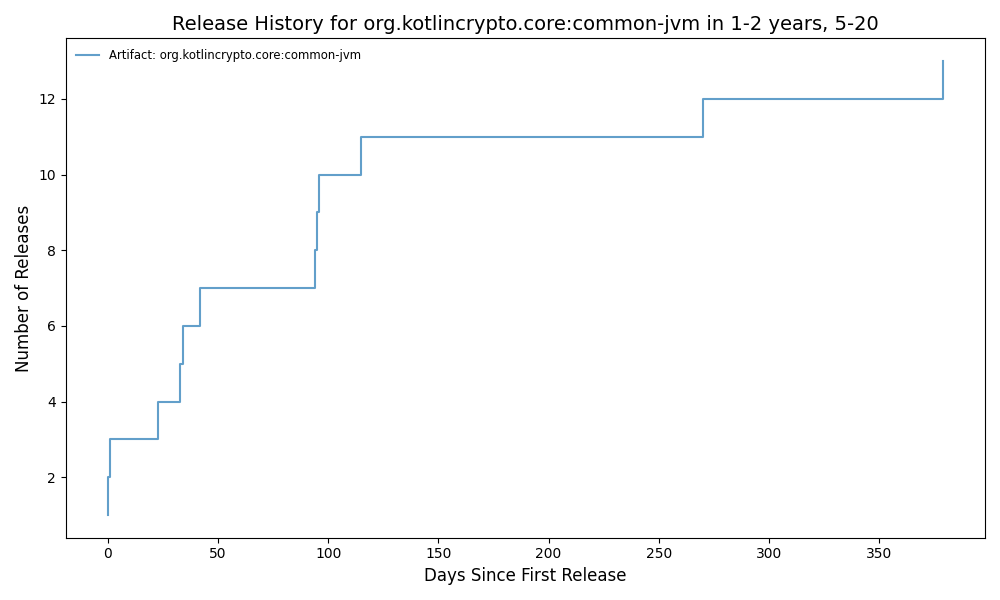 Release History for org.kotlincrypto.core:common-jvm in 1-2 years, 5-20
Artifact: org.kotlincrypto.core:common-jvm
Number of Releases
12
10
8
6
4
2
0 50 100 150 200 250 300 350
Days Since First Release